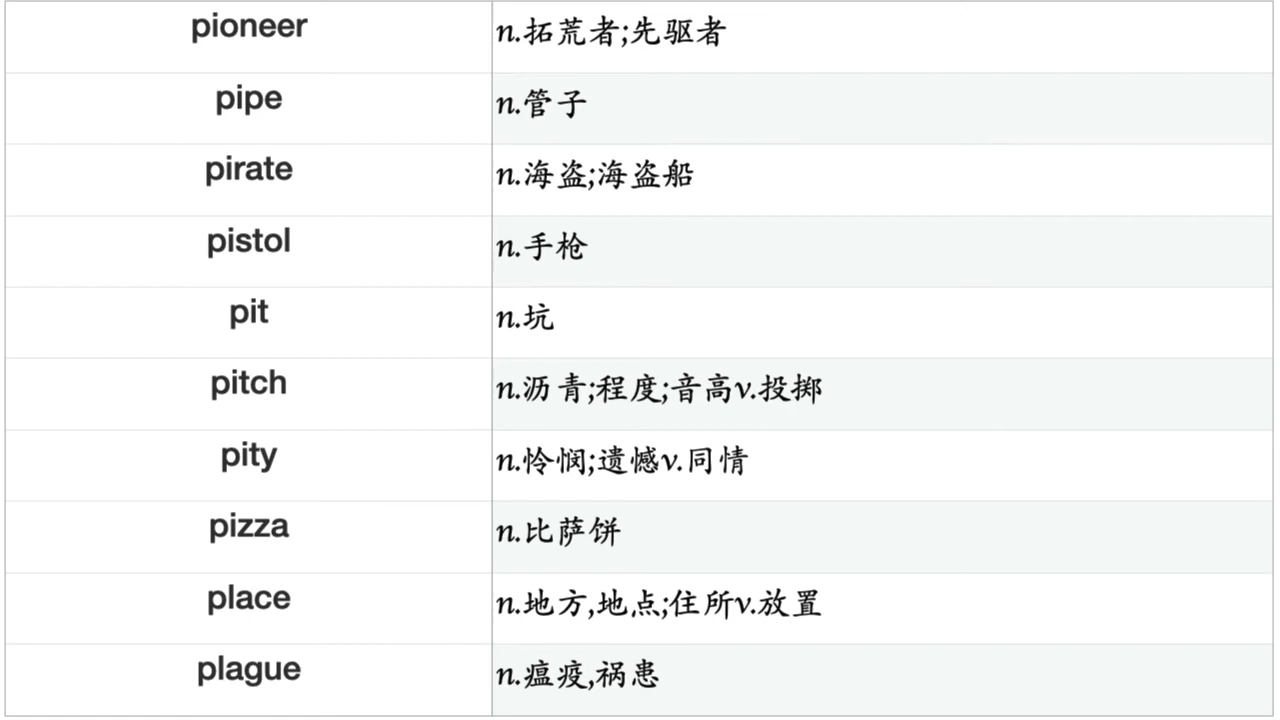 pioneer n.拓荒者;先驱者
pipe n.管子
pirate n.海盗;海盗船
pistol n.手枪
pit n.坑
pitch n.沥青;程度;音高v.投掷
pity n.怜悯;遗憾v.同情
pizza n.比萨饼
place n.地方,地点;住所v.放置
plague n.瘟疫,祸患